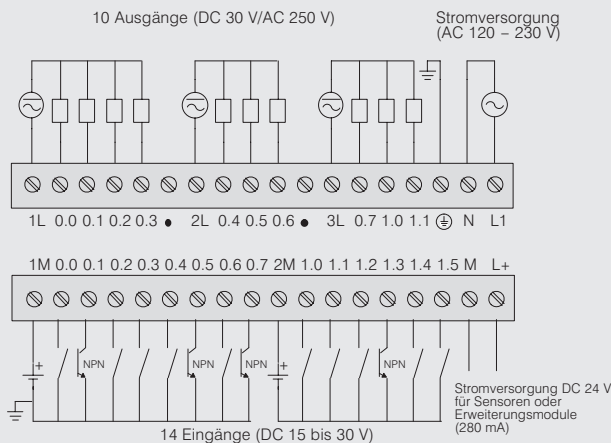 10 Ausgänge (DC 30 V/AC 250 V)
Stromversorgung
(AC 120 – 230 V)
1L 0.0 0.1 0.2 0.3 • 2L 0.4 0.5 0.6 • 3L 0.7 1.0 1.1 N L1
1M 0.0 0.1 0.2 0.3 0.4 0.5 0.6 0.7 2M 1.0 1.1 1.2 1.3 1.4 1.5 M L+
+ NPN NPN NPN + NPN
Stromversorgung DC 24 V
für Sensoren oder
Erweiterungsmodule
(280 mA)
14 Eingänge (DC 15 bis 30 V)